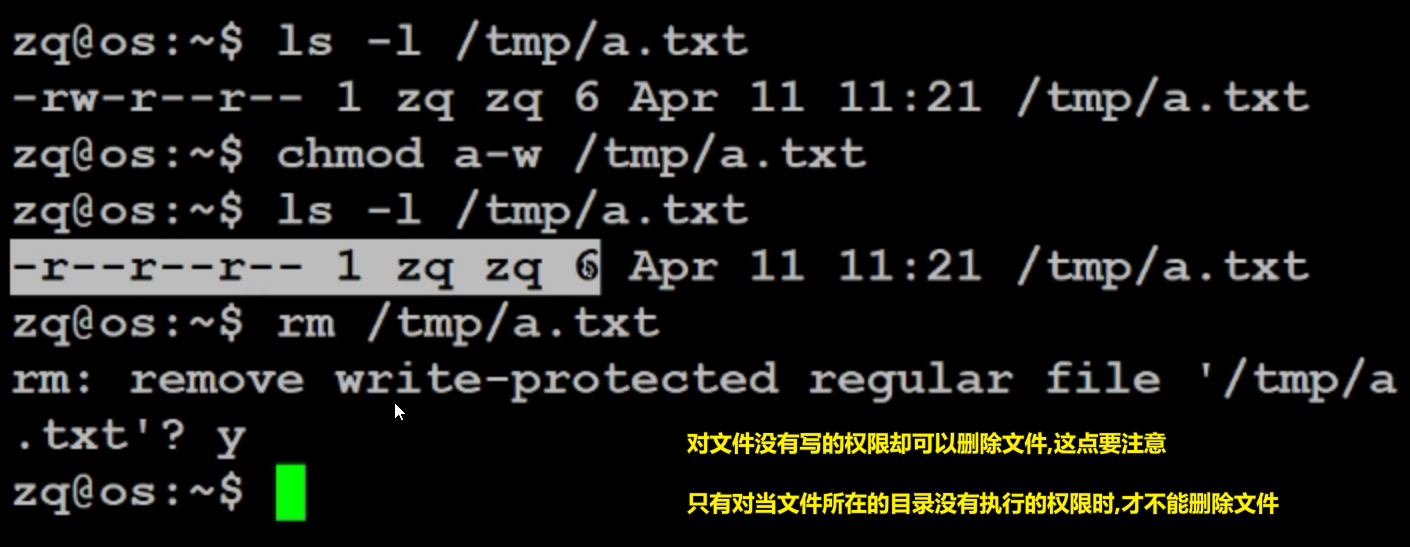 zq@os:~$ ls -l /tmp/a.txt
-rw-r--r-- 1 zq zq 6 Apr 11 11:21 /tmp/a.txt
zq@os:~$ chmod a-w /tmp/a.txt
zq@os:~$ ls -l /tmp/a.txt
-r--r--r-- 1 zq zq 6 Apr 11 11:21 /tmp/a.txt
zq@os:~$ rm /tmp/a.txt
rm: remove write-protected regular file '/tmp/a
.txt'? y
对文件没有写的权限却可以删除文件,这点要注意
zq@os:~$
只有对当文件所在的目录没有执行的权限时,才不能删除文件